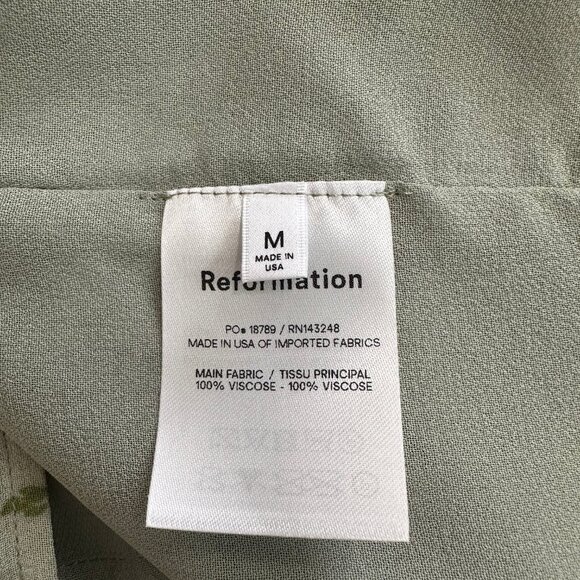 M
MADE IN
USA
Reformation
PO# 18789 / RN143248
MADE IN USA OF IMPORTED FABRICS
MAIN FABRIC / TISSU PRINCIPAL
100% VISCOSE - 100% VISCOSE